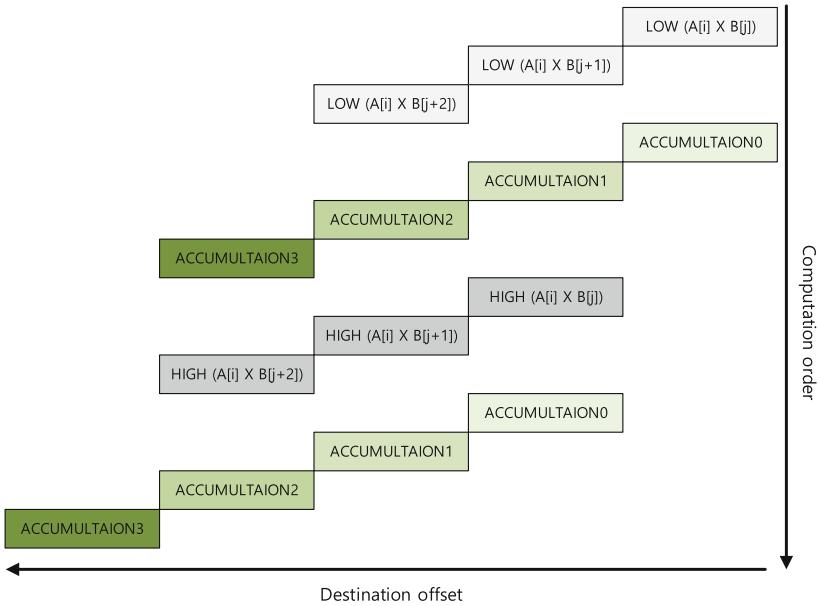 LOW (A[i] X B[j])
LOW (A[i] X B[j+1])
LOW (A[i] X B[j+2])
ACCUMULTAION0
ACCUMULTAION1
ACCUMULTAION2
ACCUMULTAION3
HIGH (A[i] X B[j])
HIGH (A[i] X B[j+1])
HIGH (A[i] X B[j+2])
ACCUMULTAION0
ACCUMULTAION1
ACCUMULTAION2
ACCUMULTAION3
Computation order
Destination offset